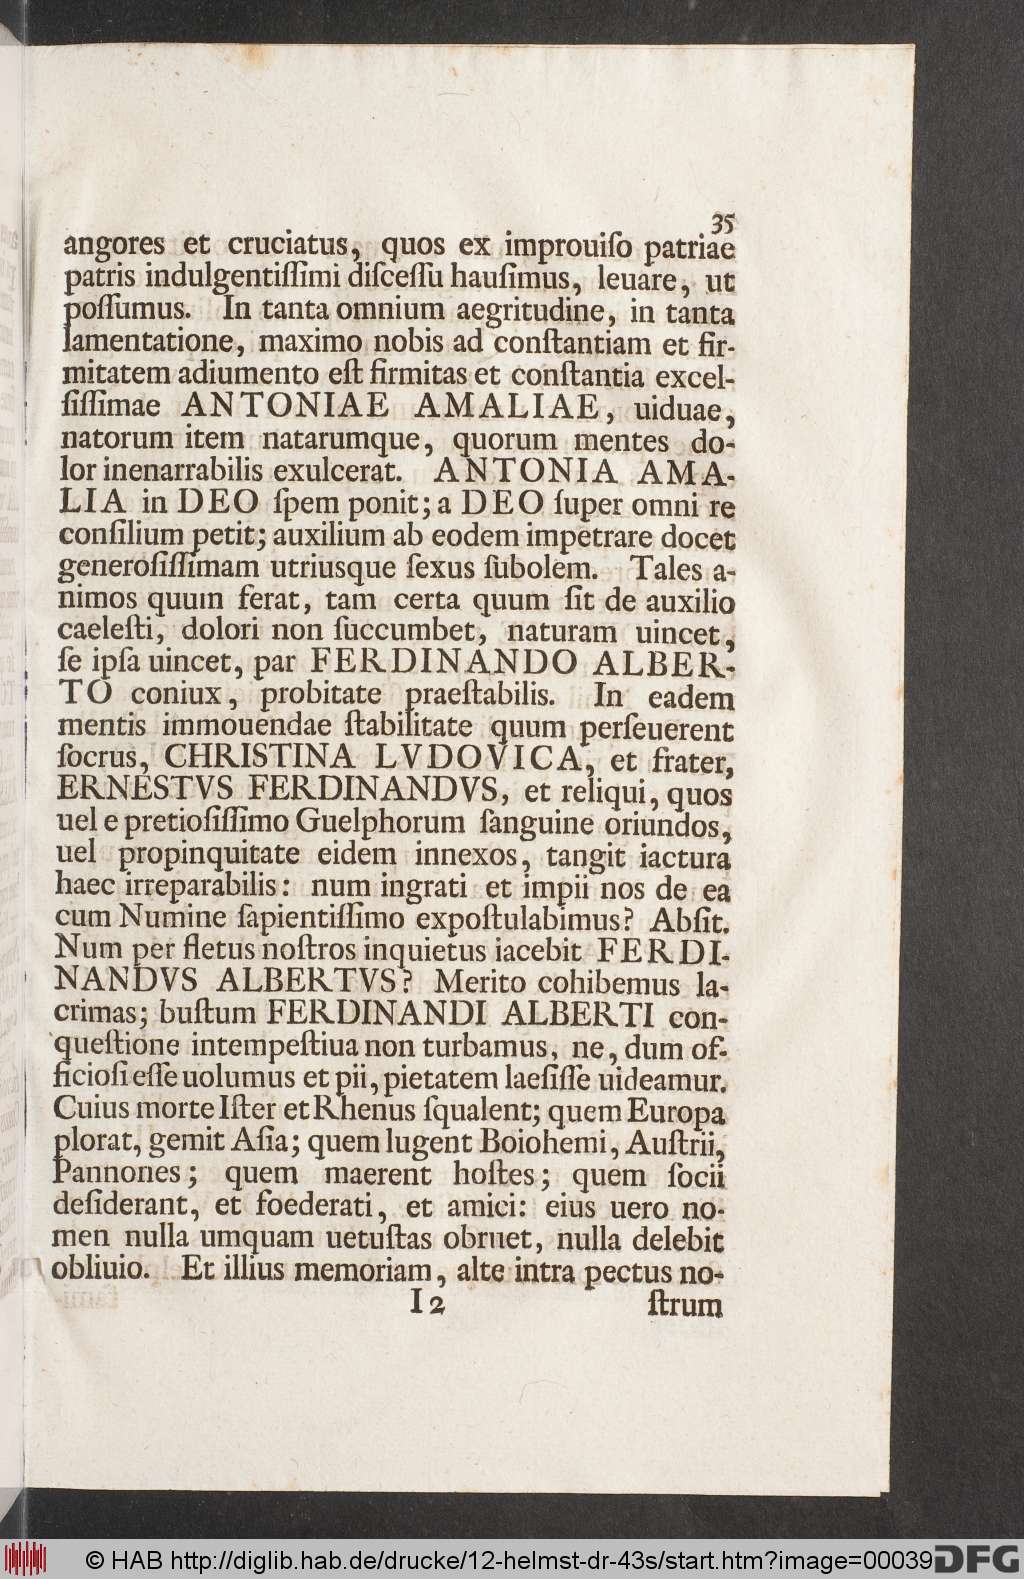 35
angores et cruciatus, quos ex improuiſo patriae
patris indulgentiſſimi diſceſſu hauſimus, leuare, ut
poſſumus. In tanta omnium aegritudine, in tanta
lamentatione, maximo nobis ad conſtantiam et fir-
mitatem adiumento eſt firmitas et conſtantia excel-
ſiſſimae ANTONIAE AMALIAE, uiduae,
natorum item natarumque, quorum mentes do-
lor inenarrabilis exulcerat. ANTONIA AMA-
LIA in DEO ſpem ponit; a DEO ſuper omni re
conſilium petit; auxilium ab eodem impetrare docet
generoſiſſimam utriusque ſexus ſubolem. Tales a-
nimos quum ferat, tam certa quum ſit de auxilio
caeleſti, dolori non ſuccumbet, naturam uincet,
ſe ipſa uincet, par FERDINANDO ALBER-
TO coniux, probitate praeſtabilis. In eadem
mentis immouendae ſtabilitate quum perſeuerent
ſocrus, CHRISTINA LVDOVICA, et frater,
ERNESTVS FERDINANDVS, et reliqui, quos
uel e pretioſiſſimo Guelphorum ſanguine oriundos,
uel propinquitate eidem innexos, tangit iactura
haec irreparabilis: num ingrati et impii nos de ea
cum Numine ſapientiſſimo expoſtulabimus? Abſit.
Num per fletus noſtros inquietus iacebit FERDI-
NANDVS ALBERTVS? Merito cohibemus la-
crimas; buſtum FERDINANDI ALBERTI con-
queſtione intempeſtiua non turbamus, ne, dum of-
ficioſi eſſe uolumus et pii, pietatem laeſiſſe uideamur.
Cuius morte Iſter et Rhenus ſqualent; quem Europa
plorat, gemit Aſia; quem lugent Boiohemi, Auſtrii,
Pannones; quem maerent hoſtes; quem ſocii
deſiderant, et foederati, et amici: eius uero no-
men nulla umquam uetuſtas obruet, nulla delebit
obliuio. Et illius memoriam, alte intra pectus no-
I 2 ſtrum
© HAB http://diglib.hab.de/drucke/12-helmst-dr-43s/start.htm?image=00039
DFG